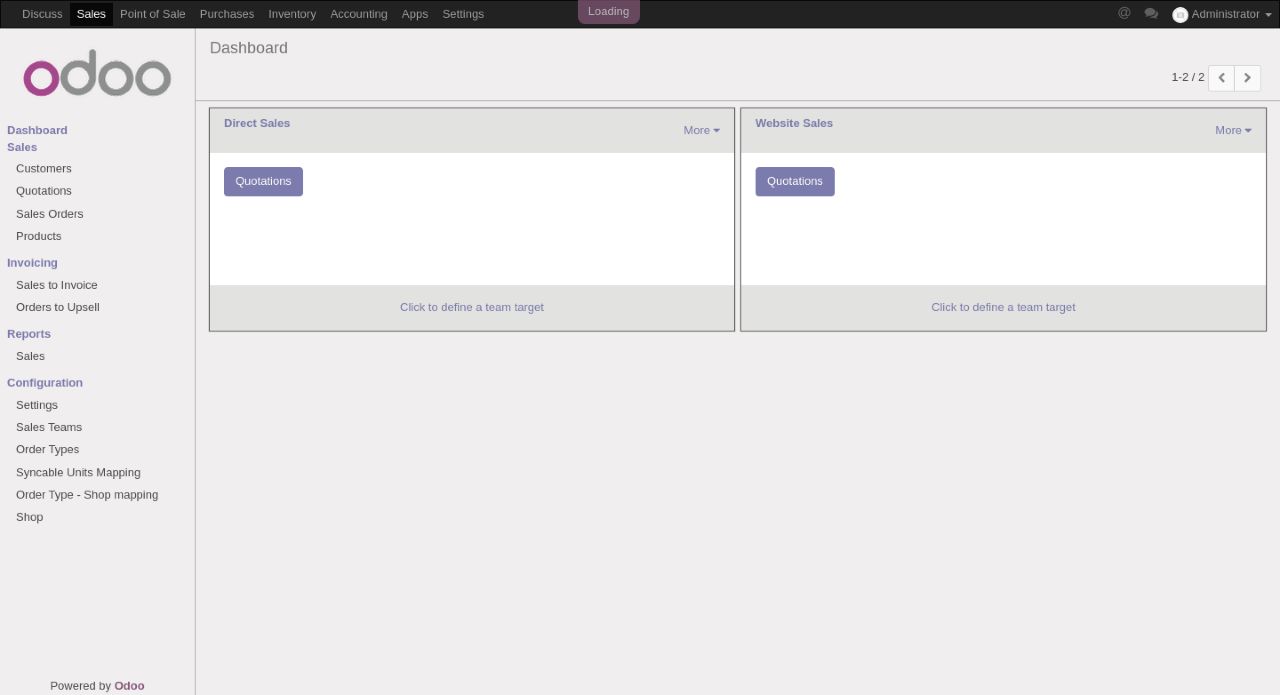 Discuss Sales Point of Sale Purchases Inventory Accounting Apps Settings Loading @ Administrator
odoo
Dashboard
1-2 / 2
Dashboard
Sales
Customers
Quotations
Sales Orders
Products
Invoicing
Sales to Invoice
Orders to Upsell
Reports
Sales
Configuration
Settings
Sales Teams
Order Types
Syncable Units Mapping
Order Type - Shop mapping
Shop
Powered by Odoo
Direct Sales
More
Quotations
Click to define a team target
Website Sales
More
Quotations
Click to define a team target